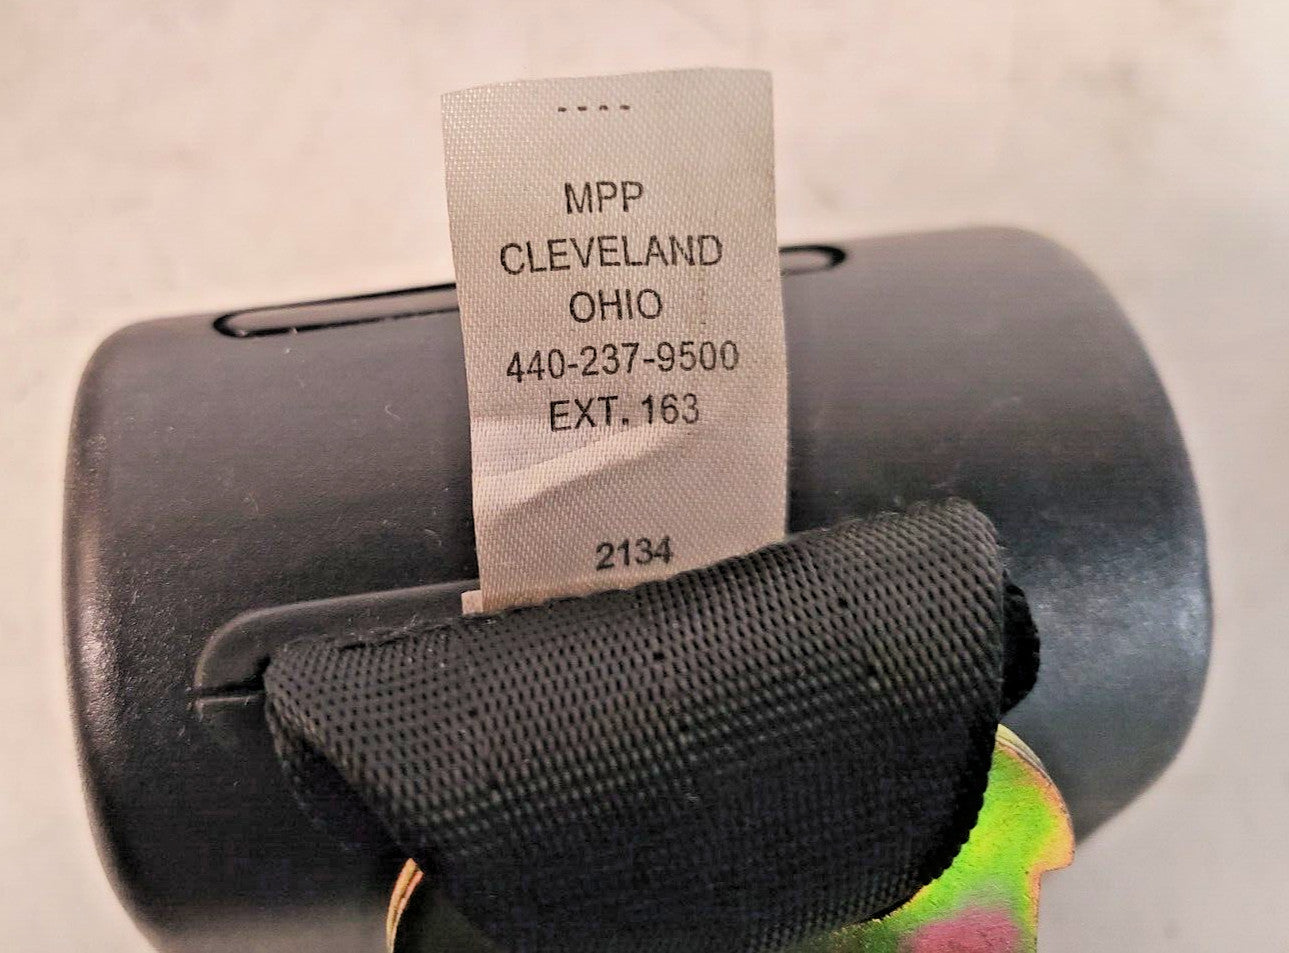 ----
MPP
CLEVELAND
OHIO
440-237-9500
EXT. 163
2134